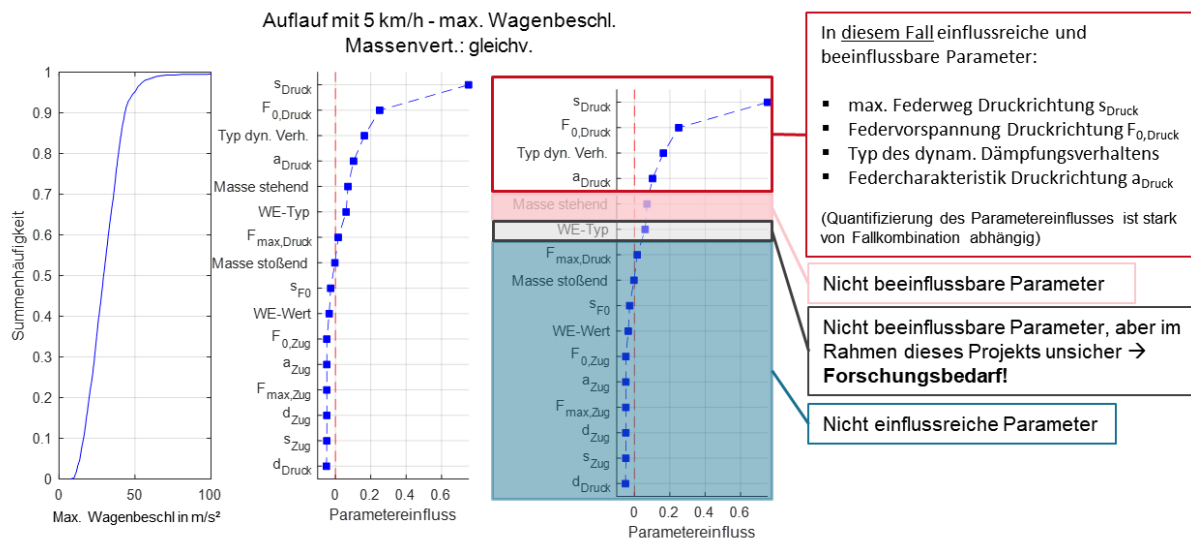 Auflauf mit 5 km/h - max. Wagenbeschl.
Massenvert.: gleichv.
Summenhäufigkeit
1
0.9
0.8
0.7
0.6
0.5
0.4
0.3
0.2
0.1
0
0 50 100
Max. Wagenbeschl in m/s²
sDruck
F0,Druck
Typ dyn. Verh.
aDruck
Masse stehend
WE-Typ
Fmax,Druck
Masse stoßend
sF0
WE-Wert
F0,Zug
aZug
Fmax,Zug
dZug
sZug
dDruck
0 0.2 0.4 0.6
Parametereinfluss
sDruck
F0,Druck
Typ dyn. Verh.
aDruck
Masse stehend
WE-Typ
Fmax,Druck
Masse stoßend
sF0
WE-Wert
F0,Zug
aZug
Fmax,Zug
dZug
sZug
dDruck
0 0.2 0.4 0.6
Parametereinfluss
In diesem Fall einflussreiche und
beeinflussbare Parameter:
▪ max. Federweg Druckrichtung sDruck
▪ Federvorspannung Druckrichtung F0,Druck
▪ Typ des dynam. Dämpfungsverhaltens
▪ Federcharakteristik Druckrichtung aDruck
(Quantifizierung des Parametereinflusses ist stark
von Fallkombination abhängig)
Nicht beeinflussbare Parameter
Nicht beeinflussbare Parameter, aber im
Rahmen dieses Projekts unsicher →
Forschungsbedarf!
Nicht einflussreiche Parameter